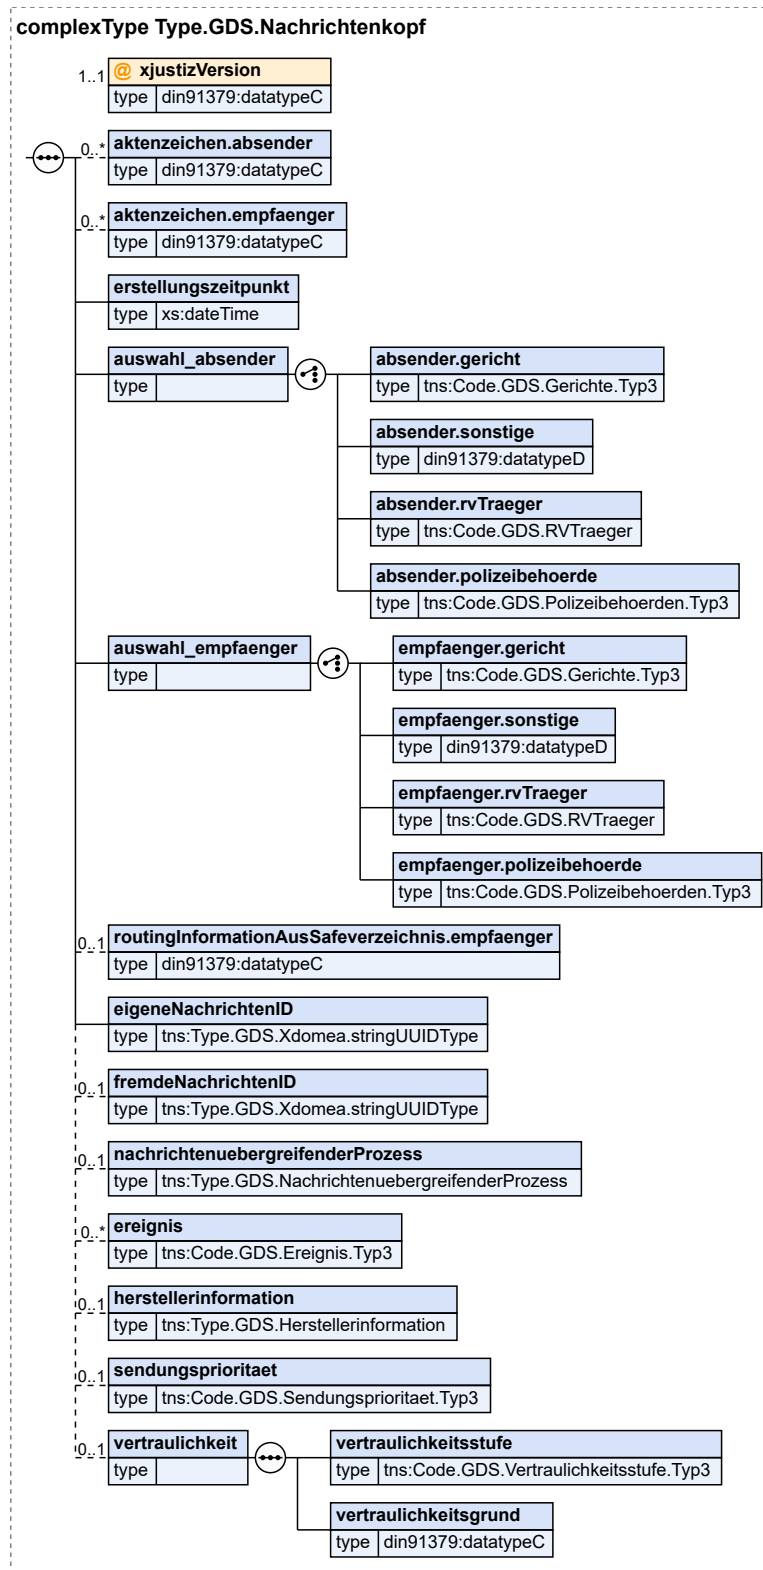 complexType Type.GDS.Nachrichtenkopf
1..1
@ xjustizVersion
type din91379:datatypeC
0..*
aktenzeichen.absender
type din91379:datatypeC
0..*
aktenzeichen.empfaenger
type din91379:datatypeC
erstellungszeitpunkt
type xs:dateTime
auswahl_absender
type
absender.gericht
type tns:Code.GDS.Gerichte.Typ3
absender.sonstige
type din91379:datatypeD
absender.rvTraeger
type tns:Code.GDS.RVTraeger
absender.polizeibehoerde
type tns:Code.GDS.Polizeibehoerden.Typ3
auswahl_empfaenger
type
empfaenger.gericht
type tns:Code.GDS.Gerichte.Typ3
empfaenger.sonstige
type din91379:datatypeD
empfaenger.rvTraeger
type tns:Code.GDS.RVTraeger
empfaenger.polizeibehoerde
type tns:Code.GDS.Polizeibehoerden.Typ3
0..1
routingInformationAusSafeverzeichnis.empfaenger
type din91379:datatypeC
eigeneNachrichtenID
type tns:Type.GDS.Xdomea.stringUUIDType
0..1
fremdeNachrichtenID
type tns:Type.GDS.Xdomea.stringUUIDType
0..1
nachrichtenuebergreifenderProzess
type tns:Type.GDS.NachrichtenuebergreifenderProzess
0..*
ereignis
type tns:Code.GDS.Ereignis.Typ3
0..1
herstellerinformation
type tns:Type.GDS.Herstellerinformation
0..1
sendungsprioritaet
type tns:Code.GDS.Sendungsprioritaet.Typ3
0..1
vertraulichkeit
type
vertraulichkeitsstufe
type tns:Code.GDS.Vertraulichkeitsstufe.Typ3
vertraulichkeitsgrund
type din91379:datatypeC